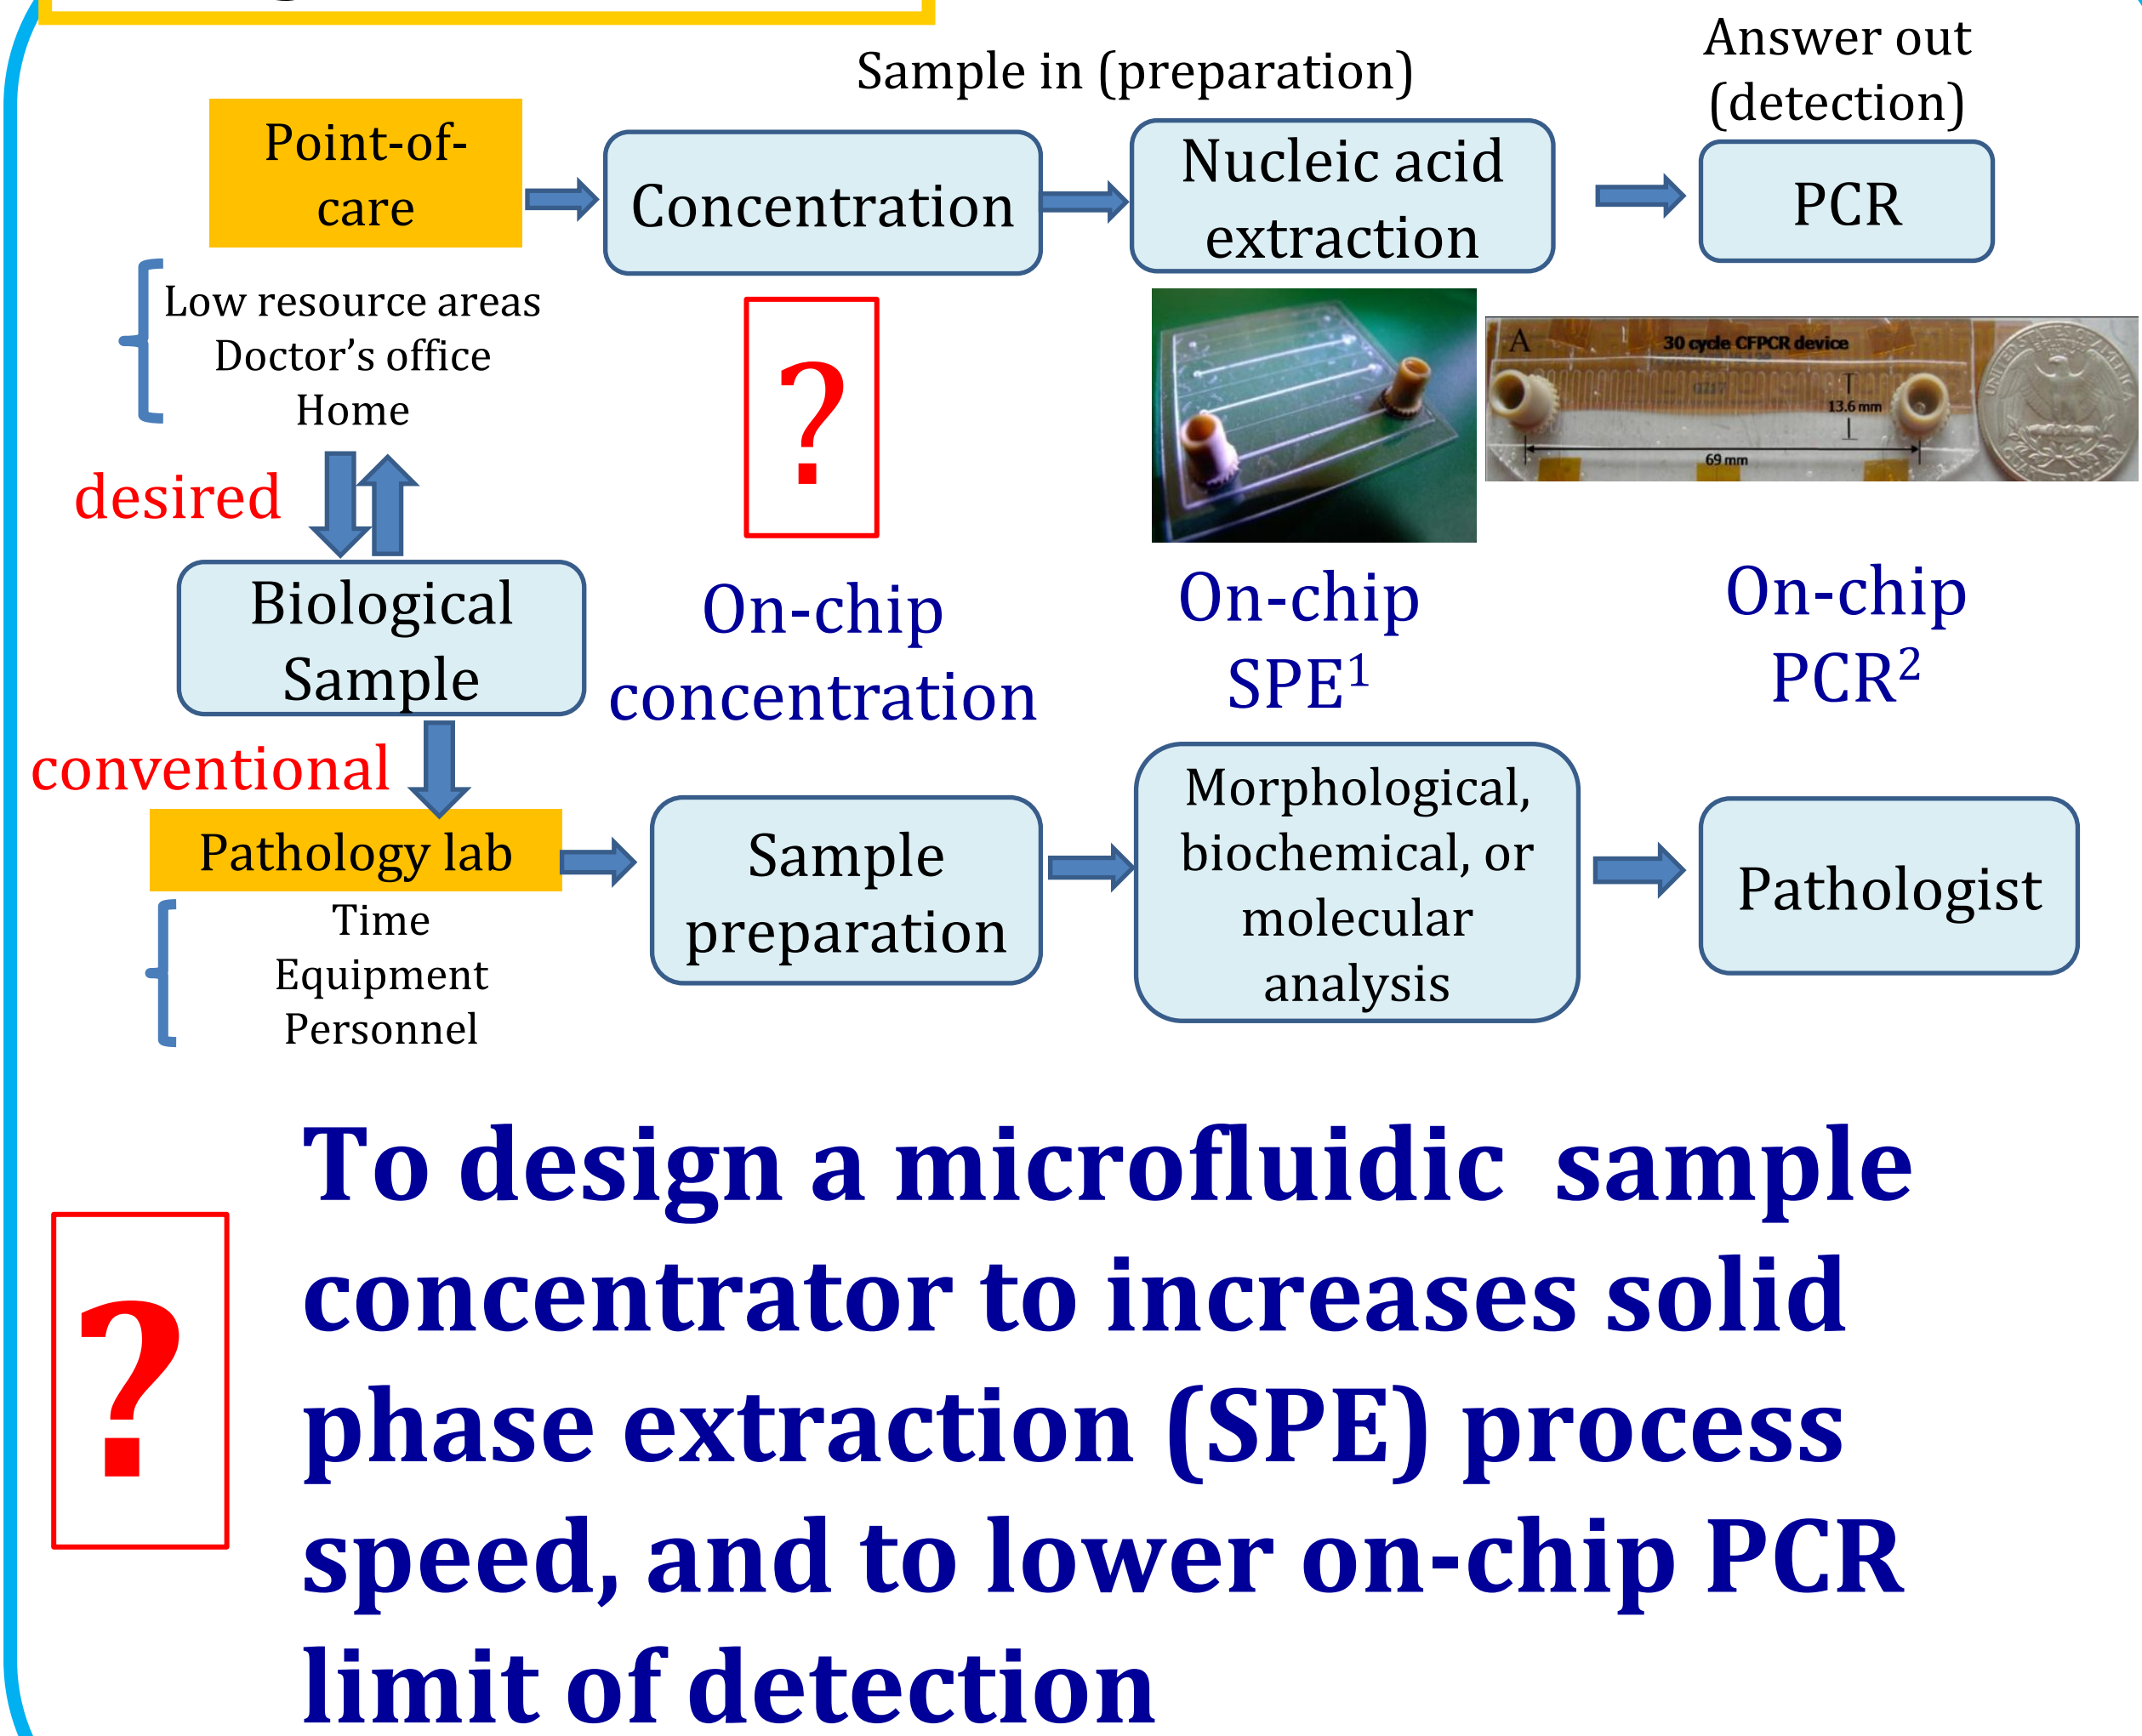 Sample in (preparation)
Answer out
(detection)
Point-of-
care
Concentration
Nucleic acid
extraction
PCR
Low resource areas
Doctor’s office
Home
?
A
30 cycle CFPCR device
13.6 mm
69 mm
desired
Biological
Sample
On-chip
concentration
On-chip
SPE¹
On-chip
PCR²
conventional
Pathology lab
Time
Equipment
Personnel
Sample
preparation
Morphological,
biochemical, or
molecular
analysis
Pathologist
?
To design a microfluidic sample
concentrator to increases solid
phase extraction (SPE) process
speed, and to lower on-chip PCR
limit of detection